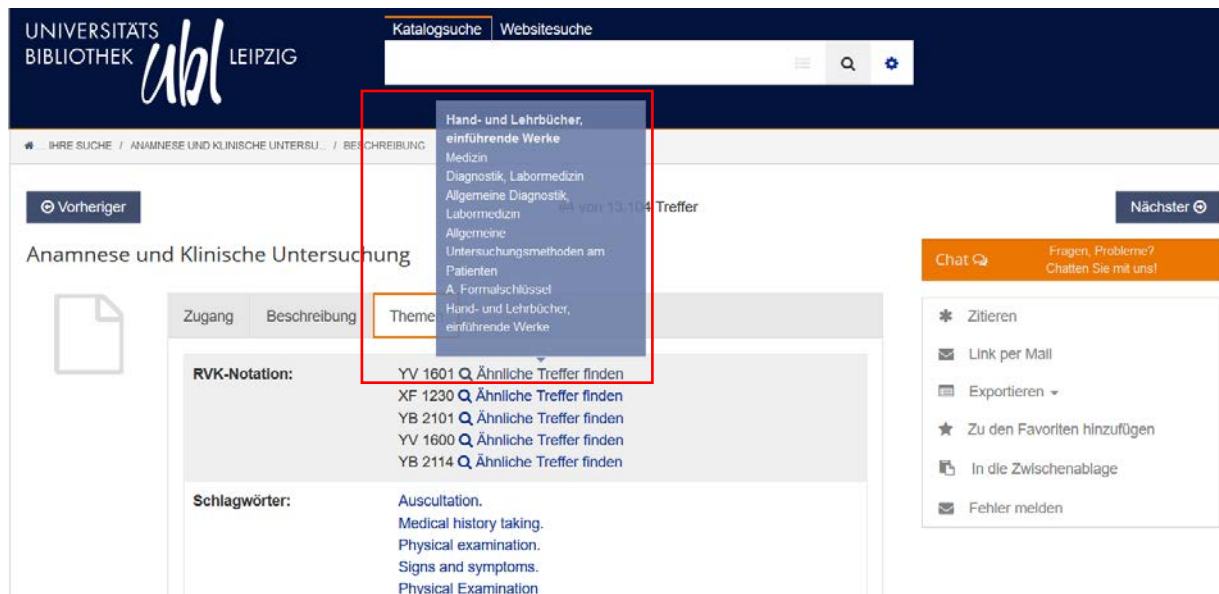 UNIVERSITÄTS
BIBLIOTHEK ubl LEIPZIG
Katalogsuche Websitesuche
... IHRE SUCHE / ANAMNESE UND KLINISCHE UNTERSU... / BESCHREIBUNG
Hand- und Lehrbücher,
einführende Werke
Medizin
Diagnostik, Labormedizin
Allgemeine Diagnostik,
Labormedizin
Allgemeine
Untersuchungsmethoden am
Patienten
A. Formalschlüssel
Hand- und Lehrbücher,
einführende Werke
Vorheriger
von 13.104 Treffer
Nächster
Anamnese und Klinische Untersuchung
Chat
Fragen, Probleme?
Chatten Sie mit uns!
Zugang Beschreibung Themen
RVK-Notation:
YV 1601 Ähnliche Treffer finden
XF 1230 Ähnliche Treffer finden
YB 2101 Ähnliche Treffer finden
YV 1600 Ähnliche Treffer finden
YB 2114 Ähnliche Treffer finden
Schlagwörter:
Auscultation.
Medical history taking.
Physical examination.
Signs and symptoms.
Physical Examination
Zitieren
Link per Mail
Exportieren
Zu den Favoriten hinzufügen
In die Zwischenablage
Fehler melden